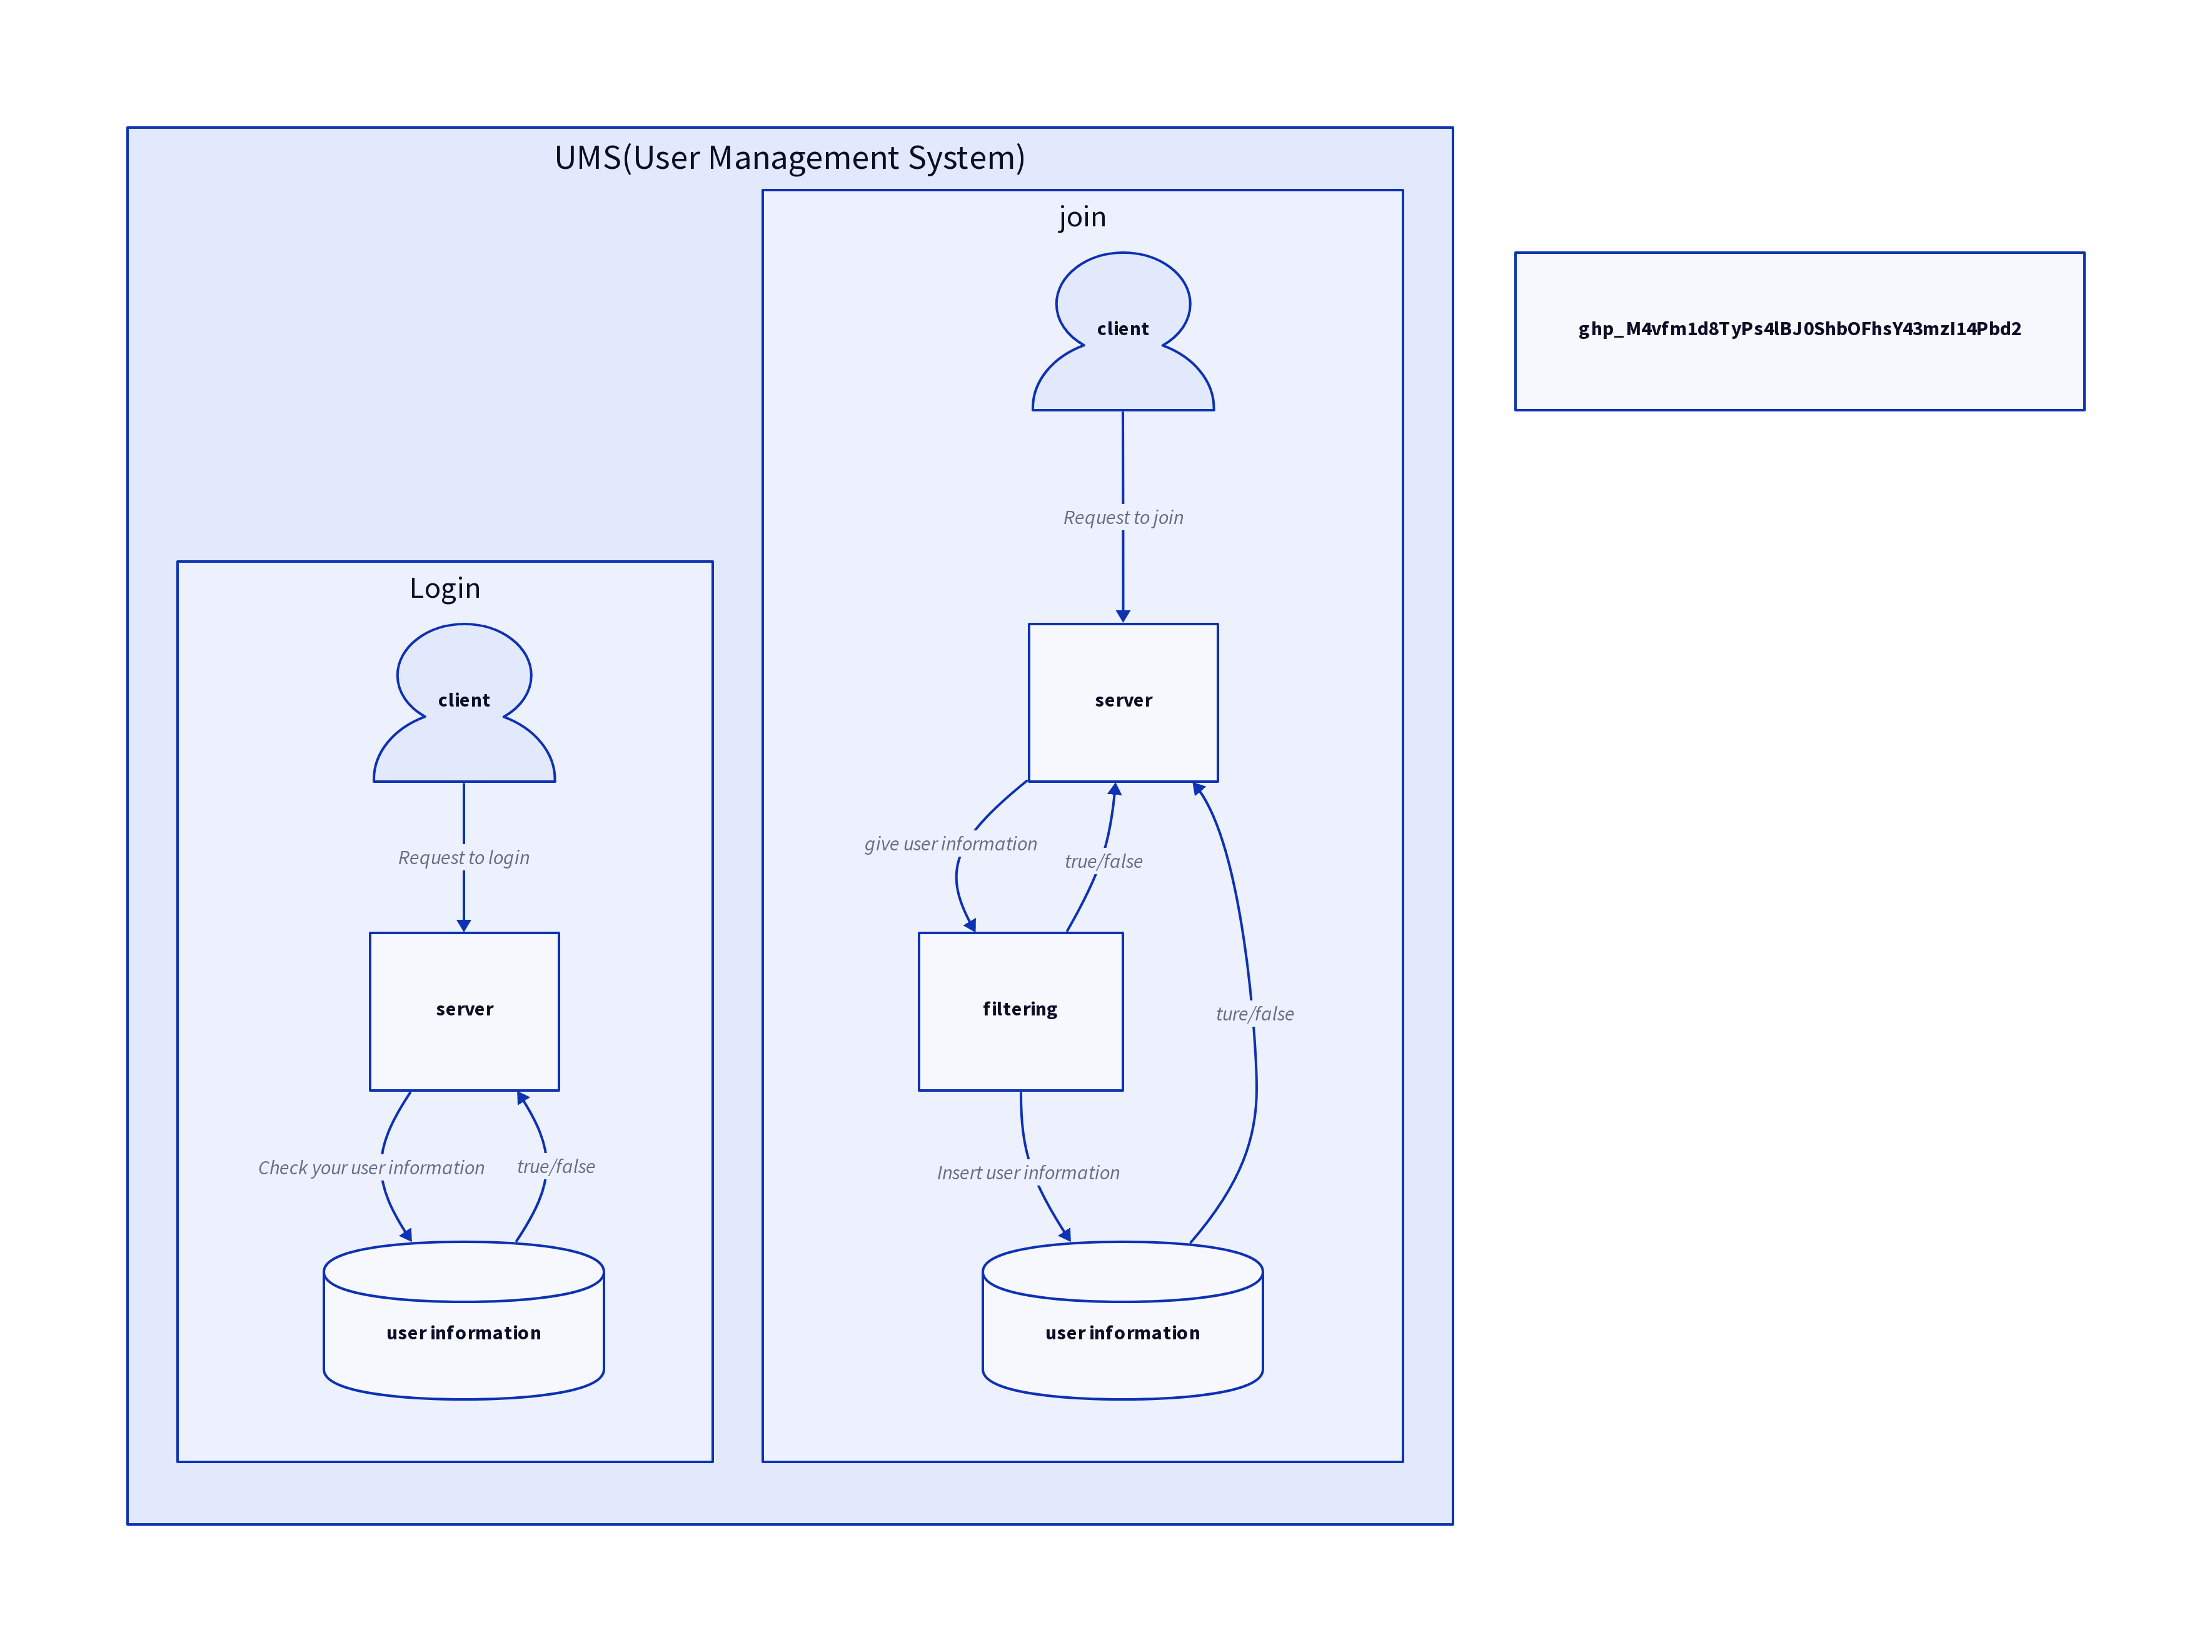 UMS(User Management System)
join
client
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
Request to join
Login
client
server
give user information
true/false
Request to login
server
filtering
ture/false
Check your user information
true/false
Insert user information
user information
user information